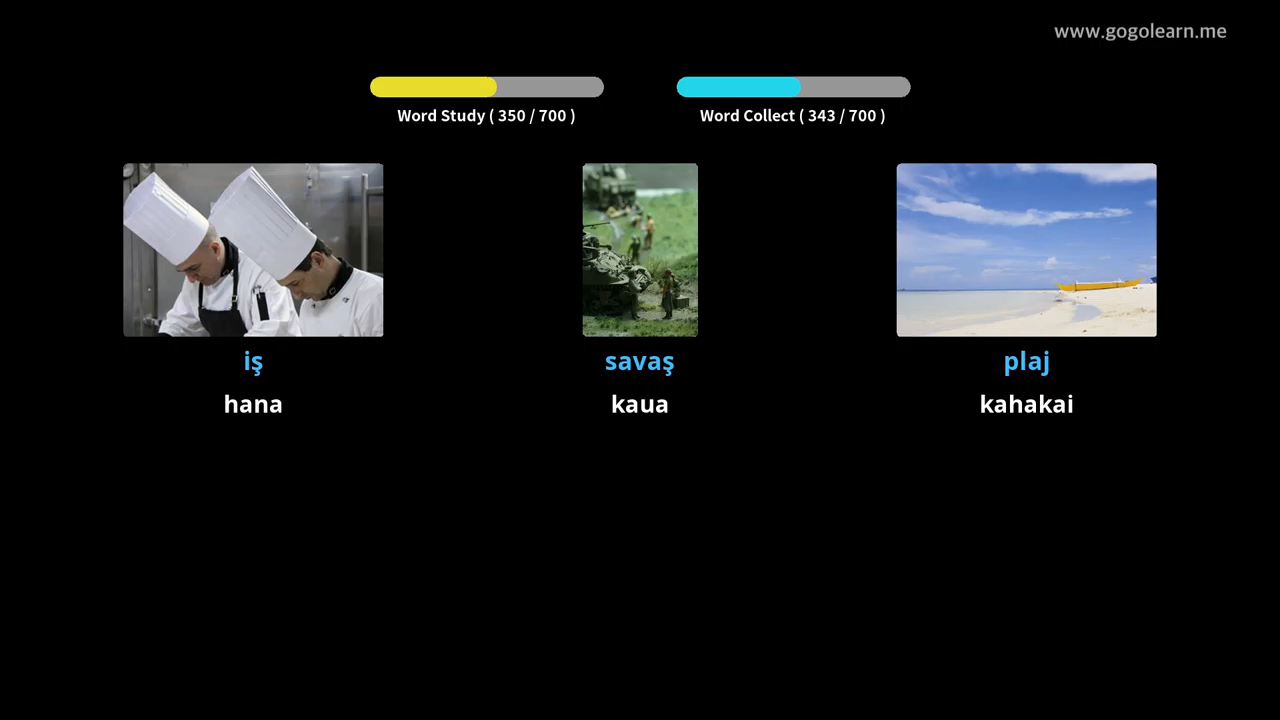 www.gogolearn.me
Word Study ( 350 / 700 )
Word Collect ( 343 / 700 )
iş
savaş
plaj
hana
kaua
kahakai